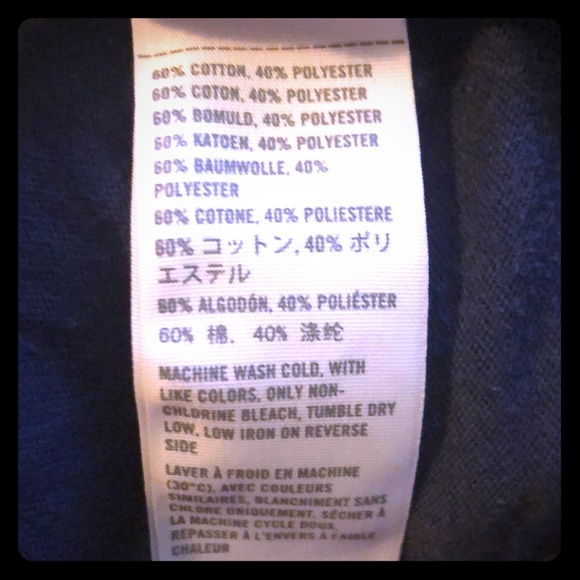 60% COTTON, 40% POLYESTER
60% COTON, 40% POLYESTER
60% BOMULD, 40% POLYESTER
60% KATOEN, 40% POLYESTER
60% BAUMWOLLE, 40%
POLYESTER
60% COTONE, 40% POLIESTERE
60% コットン, 40% ポリ
エステル
60% ALGODÓN, 40% POLIÉSTER
60% 棉, 40% 涤纶
MACHINE WASH COLD, WITH
LIKE COLORS, ONLY NON-
CHLORINE BLEACH, TUMBLE DRY
LOW, LOW IRON ON REVERSE
SIDE
LAVER À FROID EN MACHINE
(30°C), AVEC COULEURS
SIMILAIRES, BLANCHIMENT SANS
CHLORE UNIQUEMENT, SÉCHER À
LA MACHINE CYCLE DOUX,
REPASSER À L'ENVERS À FAIBLE
CHALEUR